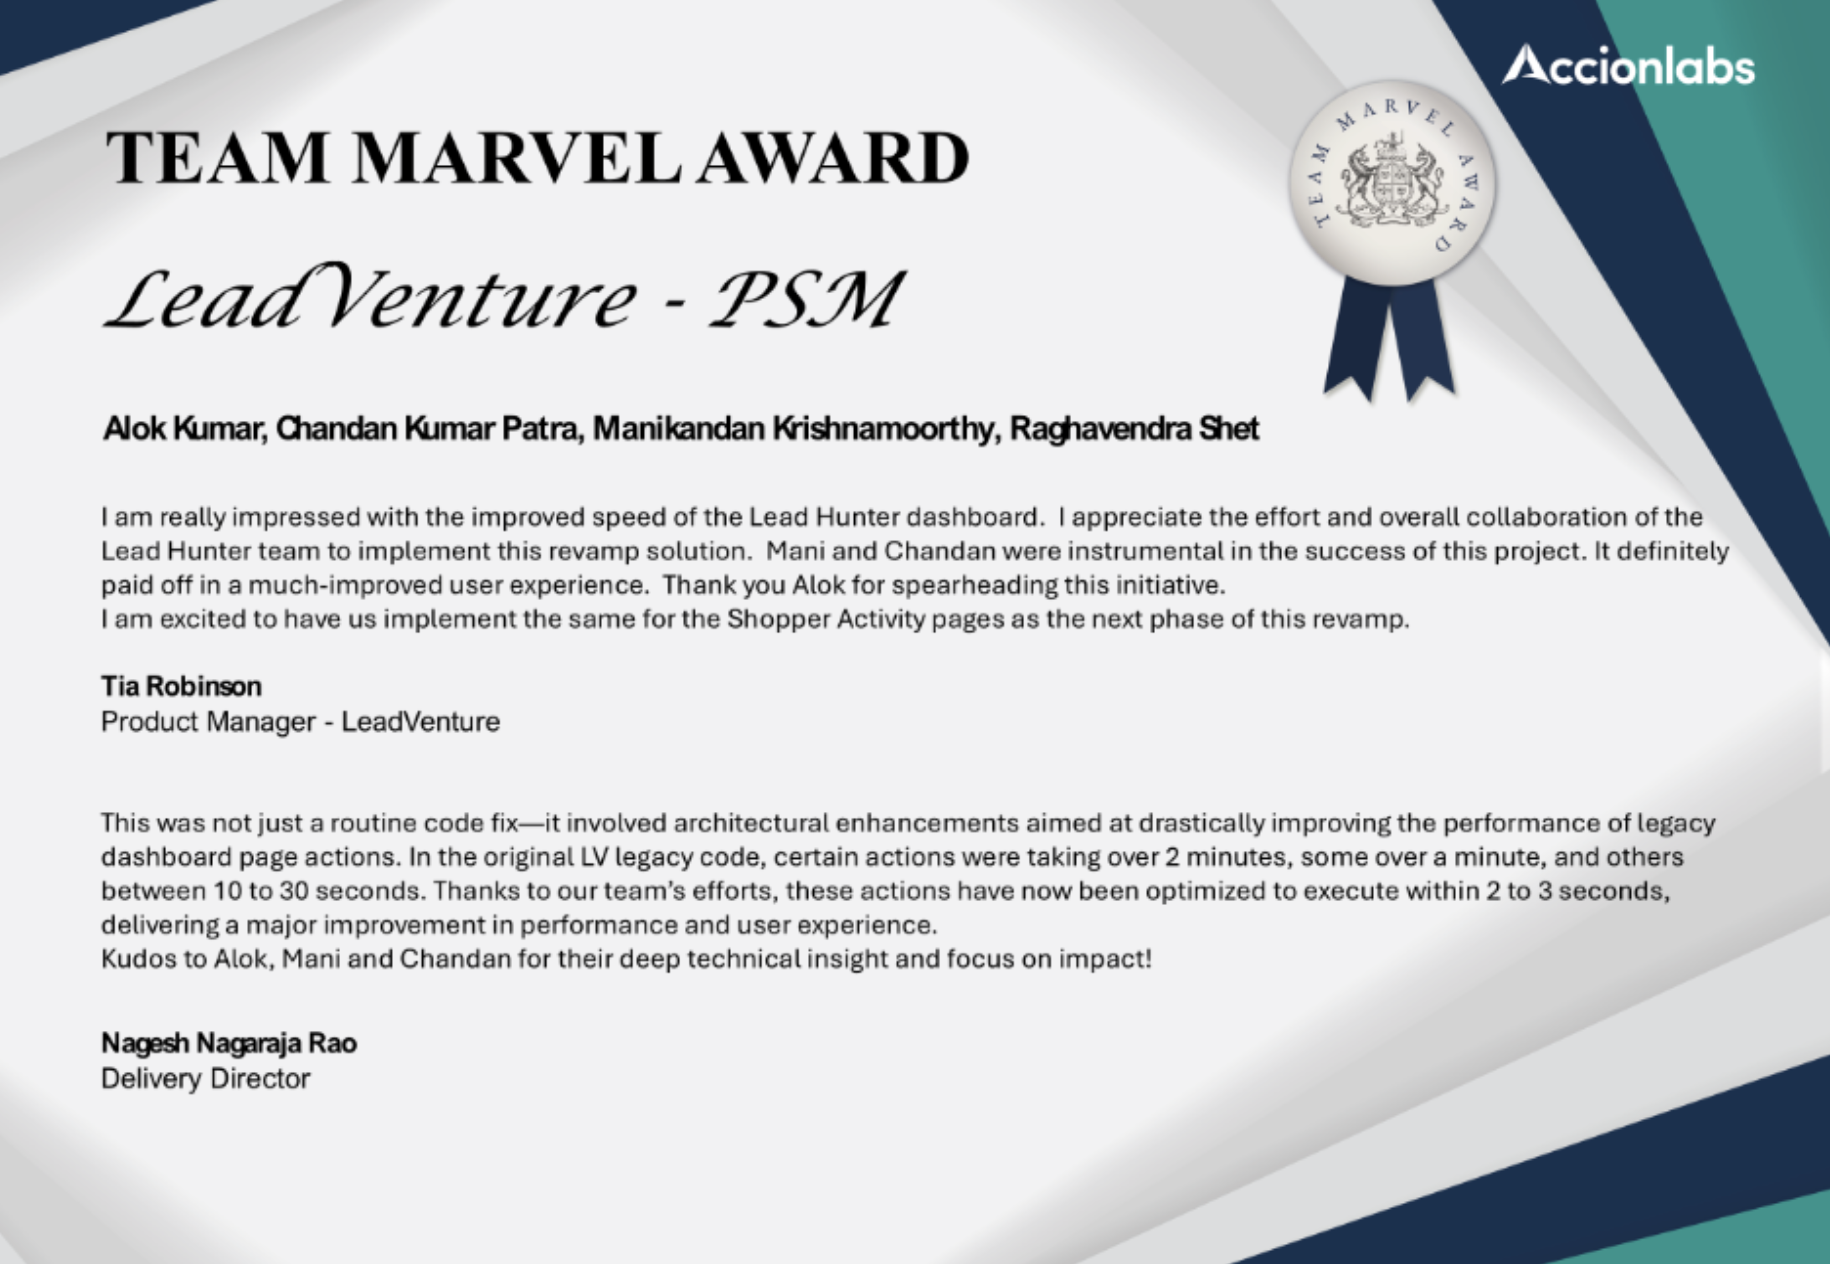 Accionlabs
TEAM MARVEL AWARD
TEAM MARVEL AWARD
LeadVenture - PSM
Alok Kumar, Chandan Kumar Patra, Manikandan Krishnamoorthy, Raghavendra Shet
I am really impressed with the improved speed of the Lead Hunter dashboard.  I appreciate the effort and overall collaboration of the
Lead Hunter team to implement this revamp solution.  Mani and Chandan were instrumental in the success of this project. It definitely
paid off in a much-improved user experience.  Thank you Alok for spearheading this initiative.
I am excited to have us implement the same for the Shopper Activity pages as the next phase of this revamp.
Tia Robinson
Product Manager - LeadVenture
This was not just a routine code fix—it involved architectural enhancements aimed at drastically improving the performance of legacy
dashboard page actions. In the original LV legacy code, certain actions were taking over 2 minutes, some over a minute, and others
between 10 to 30 seconds. Thanks to our team’s efforts, these actions have now been optimized to execute within 2 to 3 seconds,
delivering a major improvement in performance and user experience.
Kudos to Alok, Mani and Chandan for their deep technical insight and focus on impact!
Nagesh Nagaraja Rao
Delivery Director